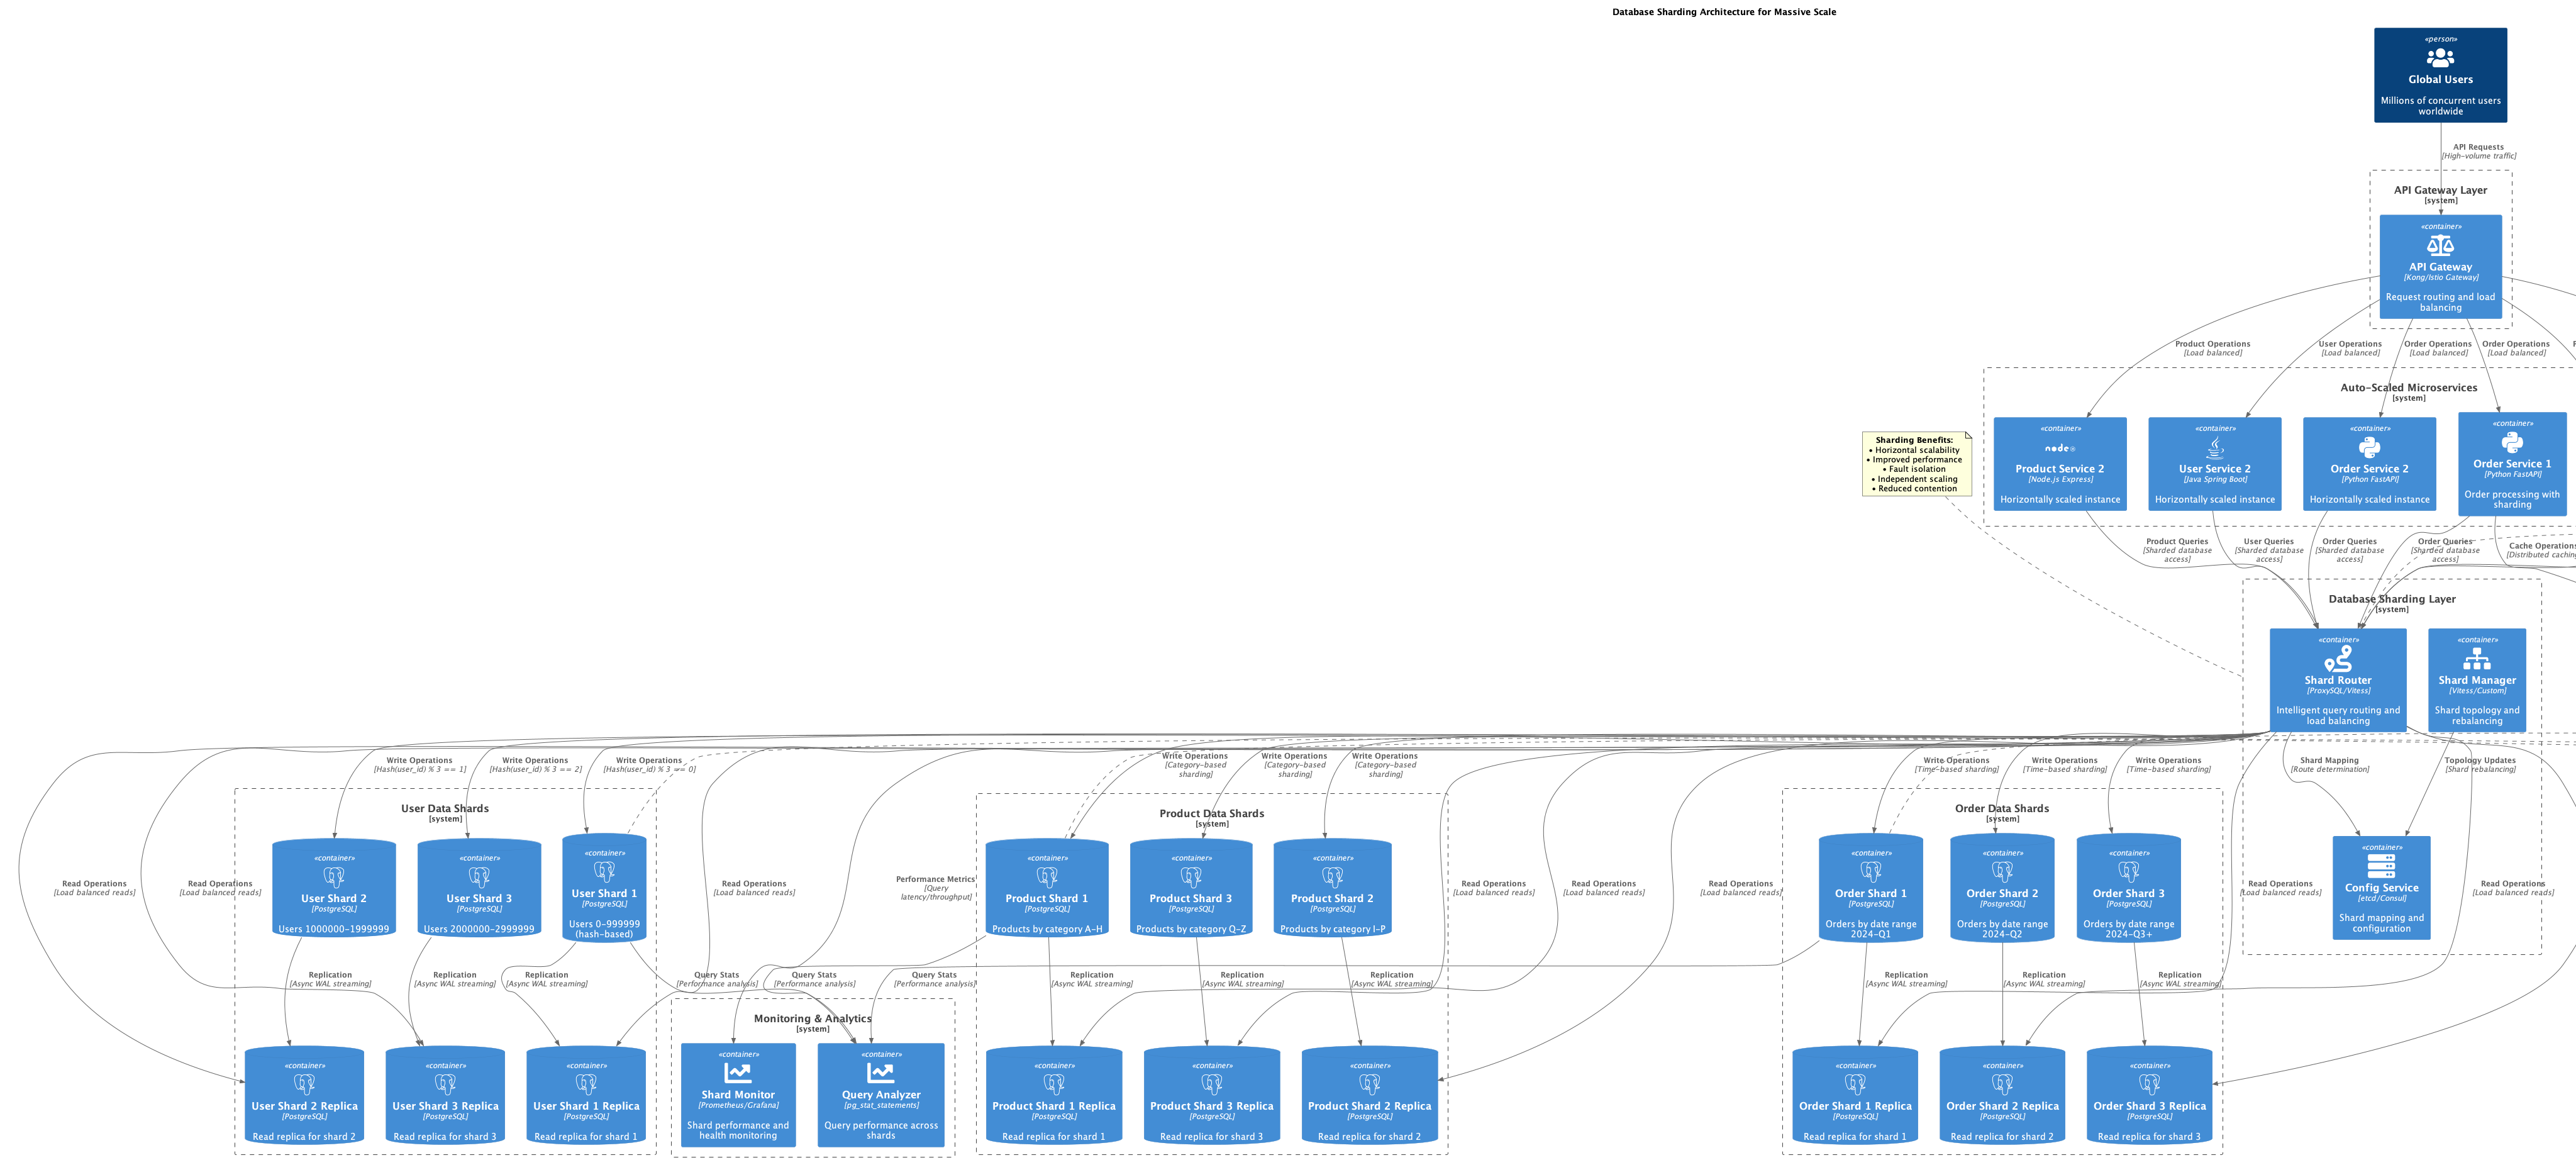 Database Sharding Architecture for Massive Scale
«person»
Global Users
Millions of concurrent users
worldwide
API Requests
[High-volume traffic]
API Gateway Layer
[system]
«container»
API Gateway
[Kong/Istio Gateway]
Request routing and load
balancing
Product Operations
[Load balanced]
User Operations
[Load balanced]
Order Operations
[Load balanced]
Order Operations
[Load balanced]
Auto-Scaled Microservices
[system]
«container»
node
Product Service 2
[Node.js Express]
Horizontally scaled instance
«container»
User Service 2
[Java Spring Boot]
Horizontally scaled instance
«container»
Order Service 2
[Python FastAPI]
Horizontally scaled instance
«container»
Order Service 1
[Python FastAPI]
Order processing with
sharding
Sharding Benefits:
• Horizontal scalability
• Improved performance
• Fault isolation
• Independent scaling
• Reduced contention
Product Queries
[Sharded database
access]
User Queries
[Sharded database
access]
Order Queries
[Sharded database
access]
Order Queries
[Sharded database
access]
Cache Operations
[Distributed caching
Database Sharding Layer
[system]
«container»
Shard Router
[ProxySQL/Vitess]
Intelligent query routing and
load balancing
«container»
Shard Manager
[Vitess/Custom]
Shard topology and
rebalancing
Write Operations
[Hash(user_id) % 3 == 1]
Write Operations
[Hash(user_id) % 3 == 2]
Write Operations
[Hash(user_id) % 3 == 0]
Write Operations
[Category-based
sharding]
Write Operations
[Category-based
sharding]
Write Operations
[Category-based
sharding]
Write Operations
[Time-based sharding]
Write Operations
[Time-based sharding]
Write Operations
[Time-based sharding]
Shard Mapping
[Route determination]
Topology Updates
[Shard rebalancing]
User Data Shards
[system]
«container»
User Shard 2
[PostgreSQL]
Users 1000000-1999999
«container»
User Shard 3
[PostgreSQL]
Users 2000000-2999999
«container»
User Shard 1
[PostgreSQL]
Users 0-999999
(hash-based)
Product Data Shards
[system]
«container»
Product Shard 1
[PostgreSQL]
Products by category A-H
«container»
Product Shard 3
[PostgreSQL]
Products by category Q-Z
«container»
Product Shard 2
[PostgreSQL]
Products by category I-P
Order Data Shards
[system]
«container»
Order Shard 1
[PostgreSQL]
Orders by date range
2024-Q1
«container»
Order Shard 2
[PostgreSQL]
Orders by date range
2024-Q2
«container»
Order Shard 3
[PostgreSQL]
Orders by date range
2024-Q3+
«container»
Config Service
[etcd/Consul]
Shard mapping and
configuration
Read Operations
[Load balanced reads]
Read Operations
[Load balanced reads]
Read Operations
[Load balanced reads]
Performance Metrics
[Query
latency/throughput]
Read Operations
[Load balanced reads]
Read Operations
[Load balanced reads]
Read Operations
[Load balanced reads]
Read Operations
[Load balanced reads]
Read Operations
[Load balanced reads]
Replication
[Async WAL streaming]
Replication
[Async WAL streaming]
Replication
[Async WAL streaming]
Query Stats
[Performance analysis]
Query Stats
[Performance analysis]
Query Stats
[Performance analysis]
Replication
[Async WAL streaming]
Replication
[Async WAL streaming]
Replication
[Async WAL streaming]
Replication
[Async WAL streaming]
Replication
[Async WAL streaming]
Replication
[Async WAL streaming]
«container»
User Shard 2 Replica
[PostgreSQL]
Read replica for shard 2
«container»
User Shard 3 Replica
[PostgreSQL]
Read replica for shard 3
«container»
User Shard 1 Replica
[PostgreSQL]
Read replica for shard 1
Monitoring & Analytics
[system]
«container»
Shard Monitor
[Prometheus/Grafana]
Shard performance and
health monitoring
«container»
Query Analyzer
[pg_stat_statements]
Query performance across
shards
«container»
Product Shard 1 Replica
[PostgreSQL]
Read replica for shard 1
«container»
Product Shard 3 Replica
[PostgreSQL]
Read replica for shard 3
«container»
Product Shard 2 Replica
[PostgreSQL]
Read replica for shard 2
«container»
Order Shard 1 Replica
[PostgreSQL]
Read replica for shard 1
«container»
Order Shard 2 Replica
[PostgreSQL]
Read replica for shard 2
«container»
Order Shard 3 Replica
[PostgreSQL]
Read replica for shard 3